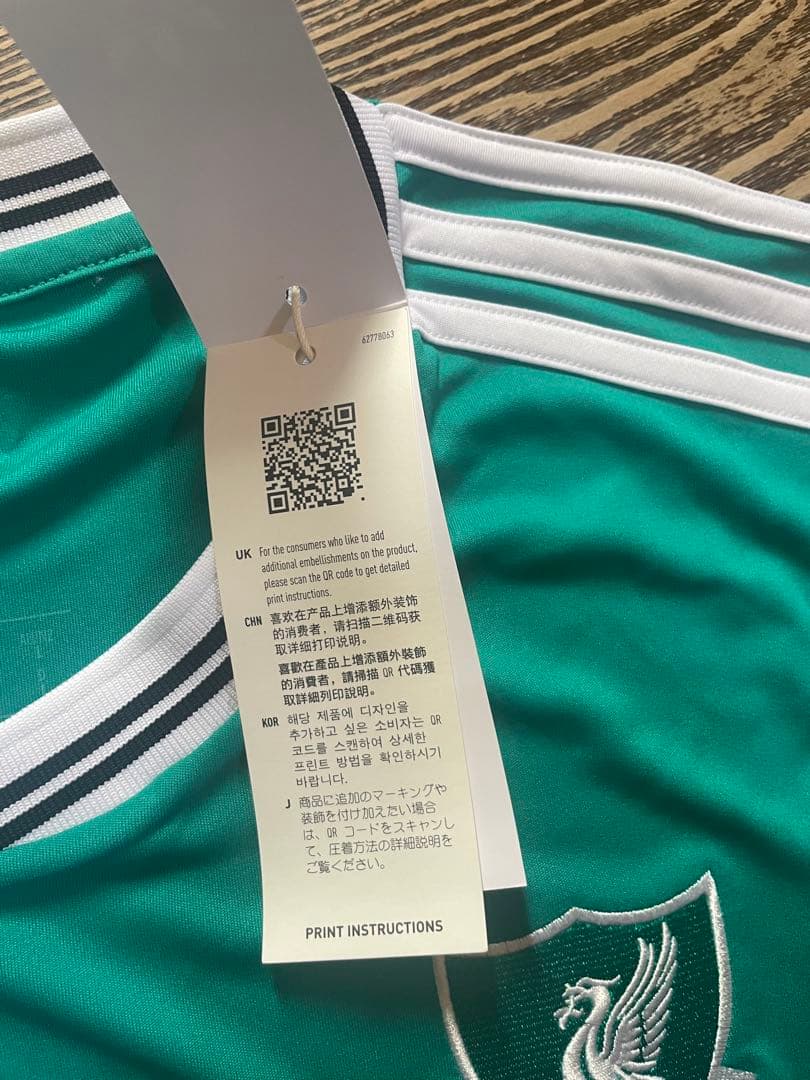 62778063
UK For the consumers who like to add
additional embellishments on the product,
please scan the QR code to get detailed
print instructions.
CHN 喜欢在产品上增添额外装饰
的消费者，请扫描二维码获
取详细打印说明。
喜歡在產品上增添額外裝飾
的消費者，請掃描 QR 代碼獲
取詳細列印說明。
KOR 해당 제품에 디자인을
추가하고 싶은 소비자는 QR
코드를 스캔하여 상세한
프린트 방법을 확인하시기
바랍니다.
J 商品に追加のマーキングや
装飾を付け加えたい場合
は、QR コードをスキャンし
て、圧着方法の詳細説明を
ご覧ください。
PRINT INSTRUCTIONS